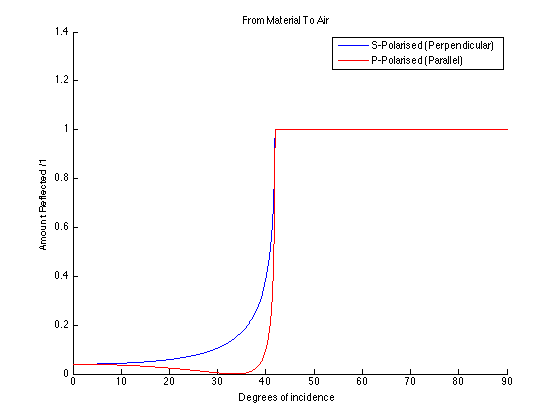 From Material To Air
S-Polarised (Perpendicular)
P-Polarised (Parallel)
Amount Reflected /1
1.4
1.2
1
0.8
0.6
0.4
0.2
0
0 10 20 30 40 50 60 70 80 90
Degrees of incidence